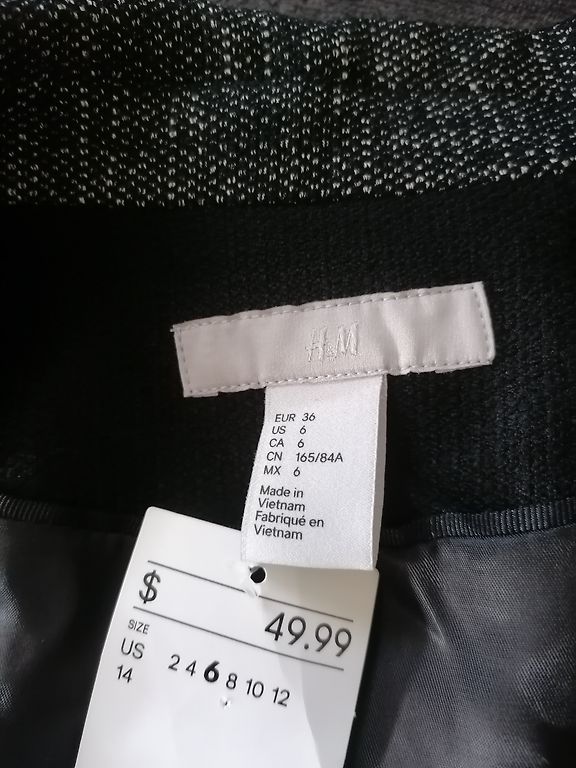 H&M
EUR 36
US 6
CA 6
CN 165/84A
MX 6
Made in
Vietnam
Fabriqué en
Vietnam
$
49.99
SIZE
US 2 4 6 8 10 12
14